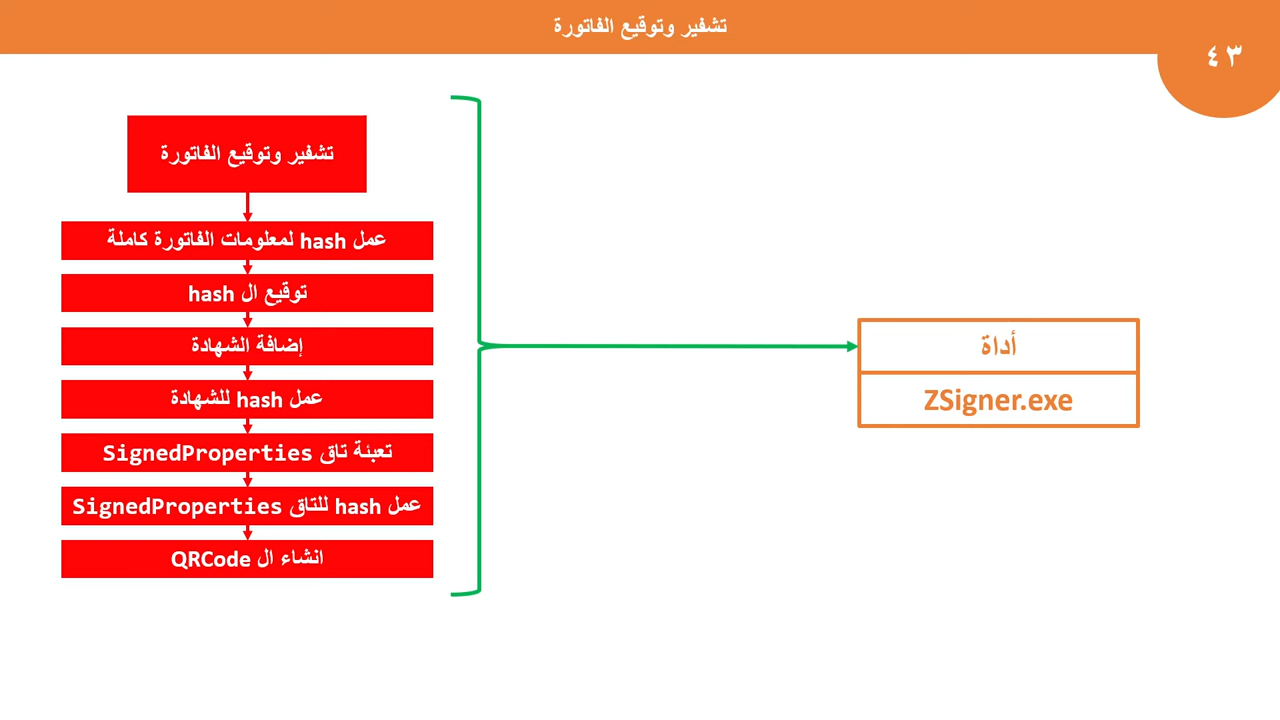 تشفير وتوقيع الفاتورة
٤٣
تشفير وتوقيع الفاتورة
عمل hash لمعلومات الفاتورة كاملة
توقيع ال hash
إضافة الشهادة
عمل hash للشهادة
تعبئة تاق SignedProperties
عمل hash للتاق SignedProperties
انشاء ال QRCode
أداة
ZSigner.exe